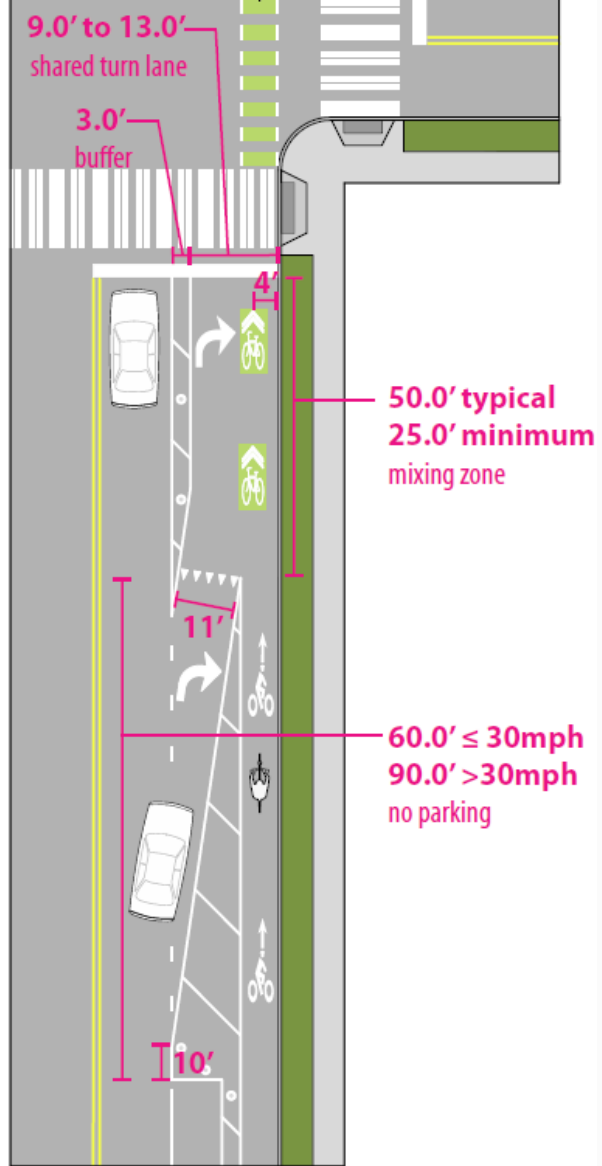 9.0′ to 13.0′
shared turn lane
3.0′
buffer
4′
50.0′ typical
25.0′ minimum
mixing zone
11′
60.0′ ≤ 30mph
90.0′ >30mph
no parking
10′